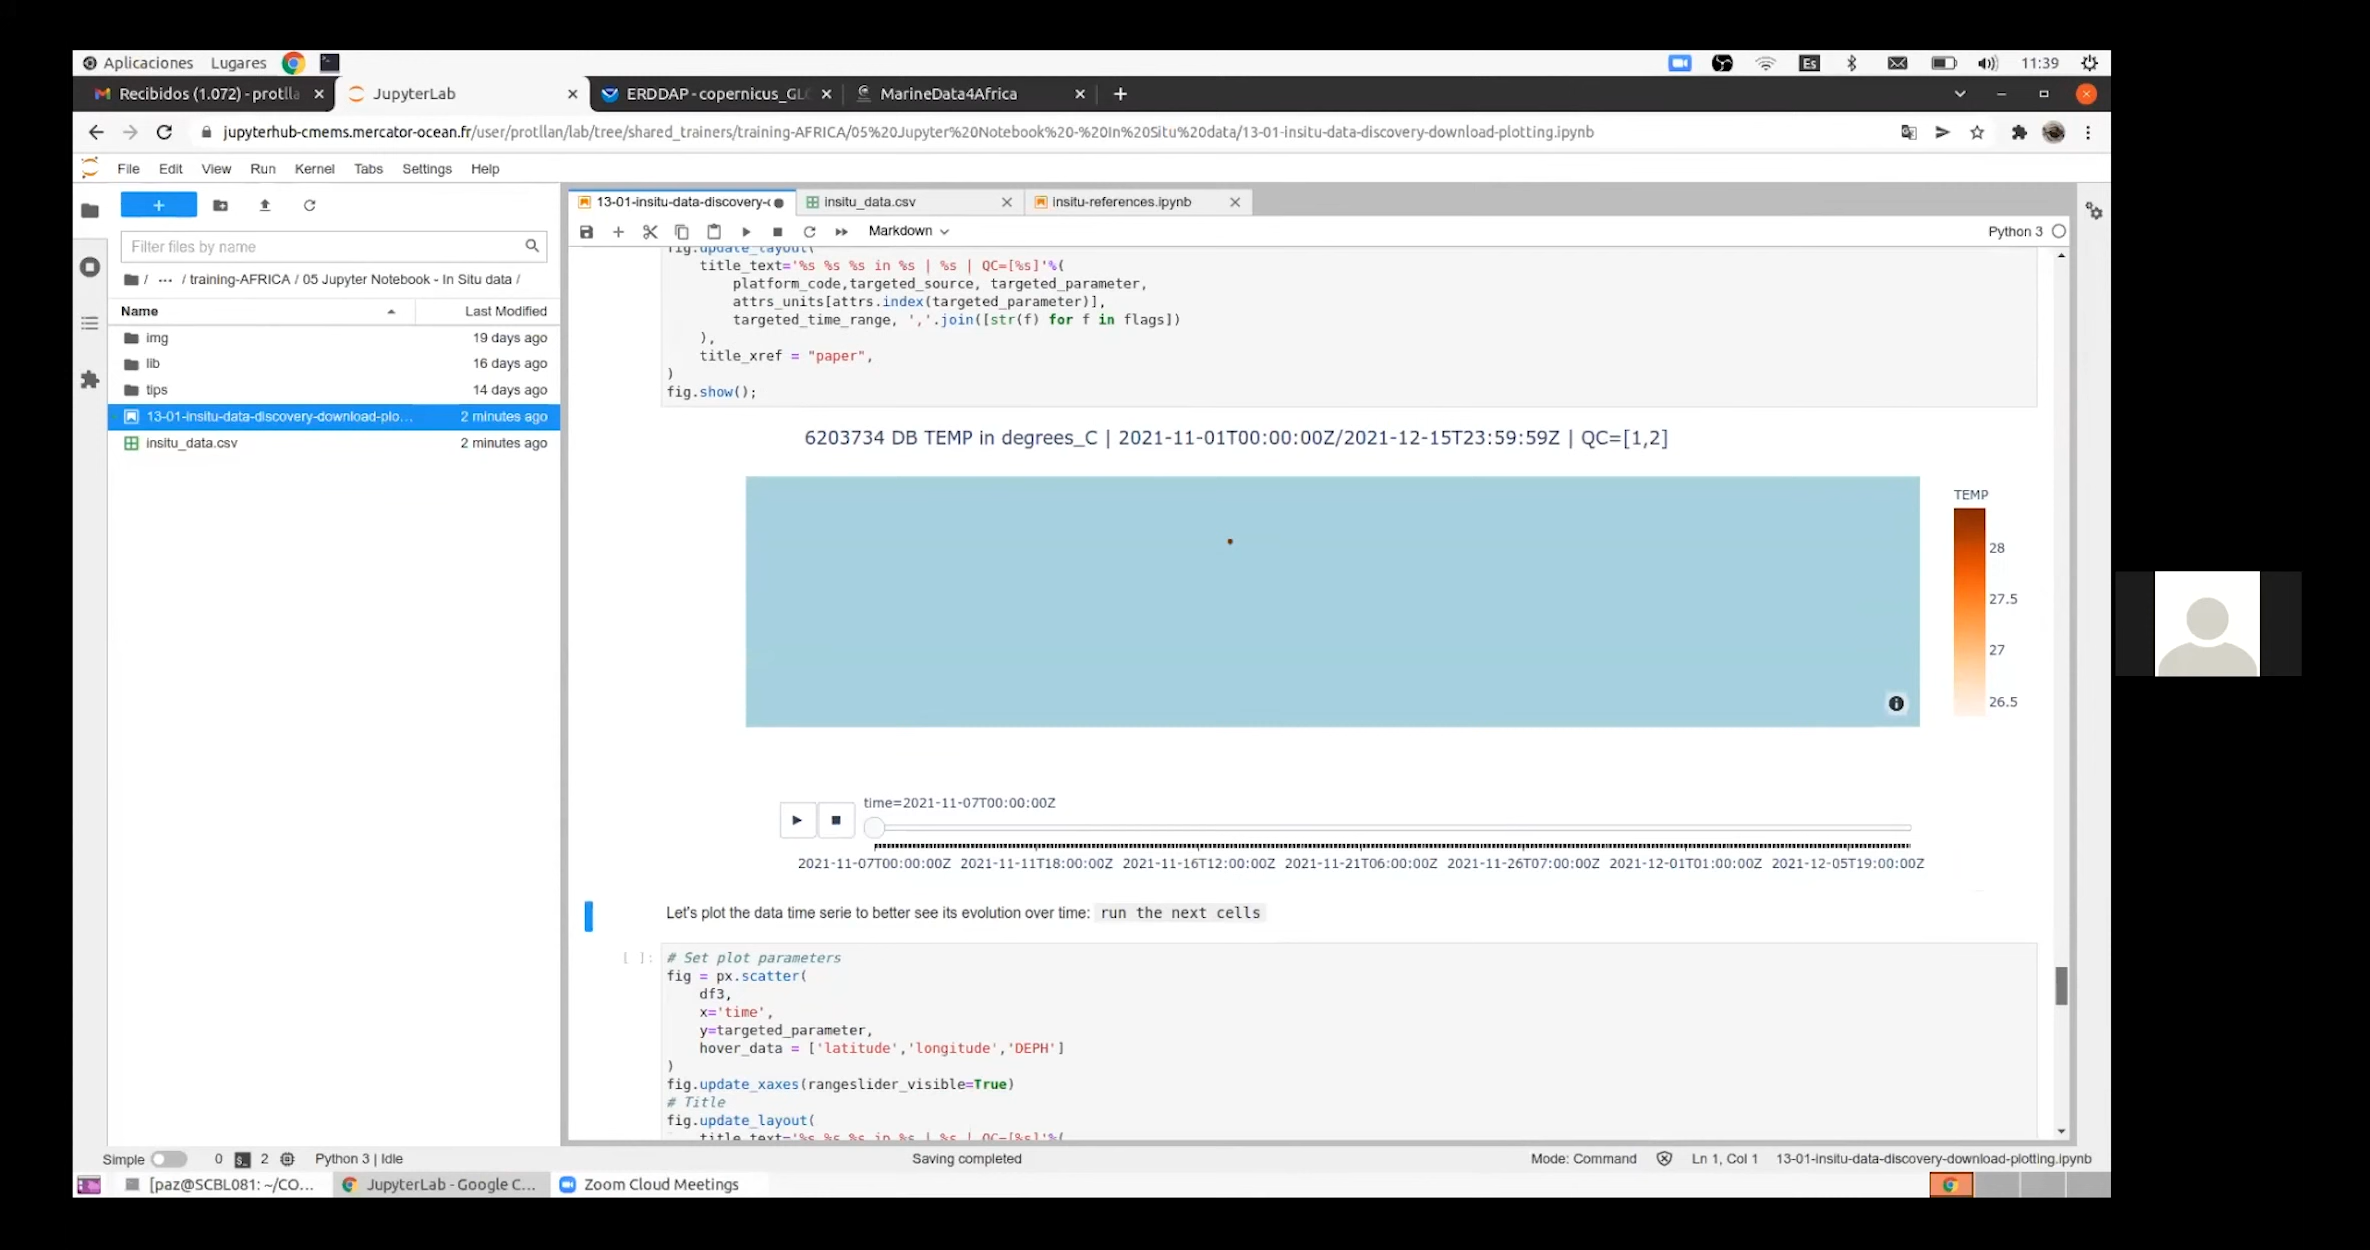 Aplicaciones Lugares Es 11:39
Recibidos (1.072) - protlla JupyterLab ERDDAP - copernicus_GLO MarineData4Africa
jupyterhub-cmems.mercator-ocean.fr/user/protllan/lab/tree/shared_trainers/training-AFRICA/05%20Jupyter%20Notebook%20-%20In%20Situ%20data/13-01-insitu-data-discovery-download-plotting.ipynb
File Edit View Run Kernel Tabs Settings Help
13-01-insitu-data-discovery- insitu_data.csv insitu-references.ipynb
Markdown Python 3
Filter files by name
/ ... / training-AFRICA / 05 Jupyter Notebook - In Situ data /
Name Last Modified
img 19 days ago
lib 16 days ago
tips 14 days ago
13-01-insitu-data-discovery-download-plo... 2 minutes ago
insitu_data.csv 2 minutes ago
fig.update_layout(
title_text='%s %s %s in %s | %s | QC=[%s]'%(
platform_code,targeted_source, targeted_parameter,
attrs_units[attrs.index(targeted_parameter)],
targeted_time_range, ','.join([str(f) for f in flags])
),
title_xref = "paper",
)
fig.show();
6203734 DB TEMP in degrees_C | 2021-11-01T00:00:00Z/2021-12-15T23:59:59Z | QC=[1,2]
TEMP
28
27.5
27
26.5
time=2021-11-07T00:00:00Z
2021-11-07T00:00:00Z 2021-11-11T18:00:00Z 2021-11-16T12:00:00Z 2021-11-21T06:00:00Z 2021-11-26T07:00:00Z 2021-12-01T01:00:00Z 2021-12-05T19:00:00Z
Let's plot the data time serie to better see its evolution over time: run the next cells
[ ]: # Set plot parameters
fig = px.scatter(
df3,
x='time',
y=targeted_parameter,
hover_data = ['latitude','longitude','DEPH']
)
fig.update_xaxes(rangeslider_visible=True)
# Title
fig.update_layout(
title_text='%s %s %s in %s | %s | QC=[%s]'%(
Simple 0 2 Python 3 | Idle Saving completed Mode: Command Ln 1, Col 1 13-01-insitu-data-discovery-download-plotting.ipynb
[paz@SCBL081: ~/CO... JupyterLab - Google C... Zoom Cloud Meetings